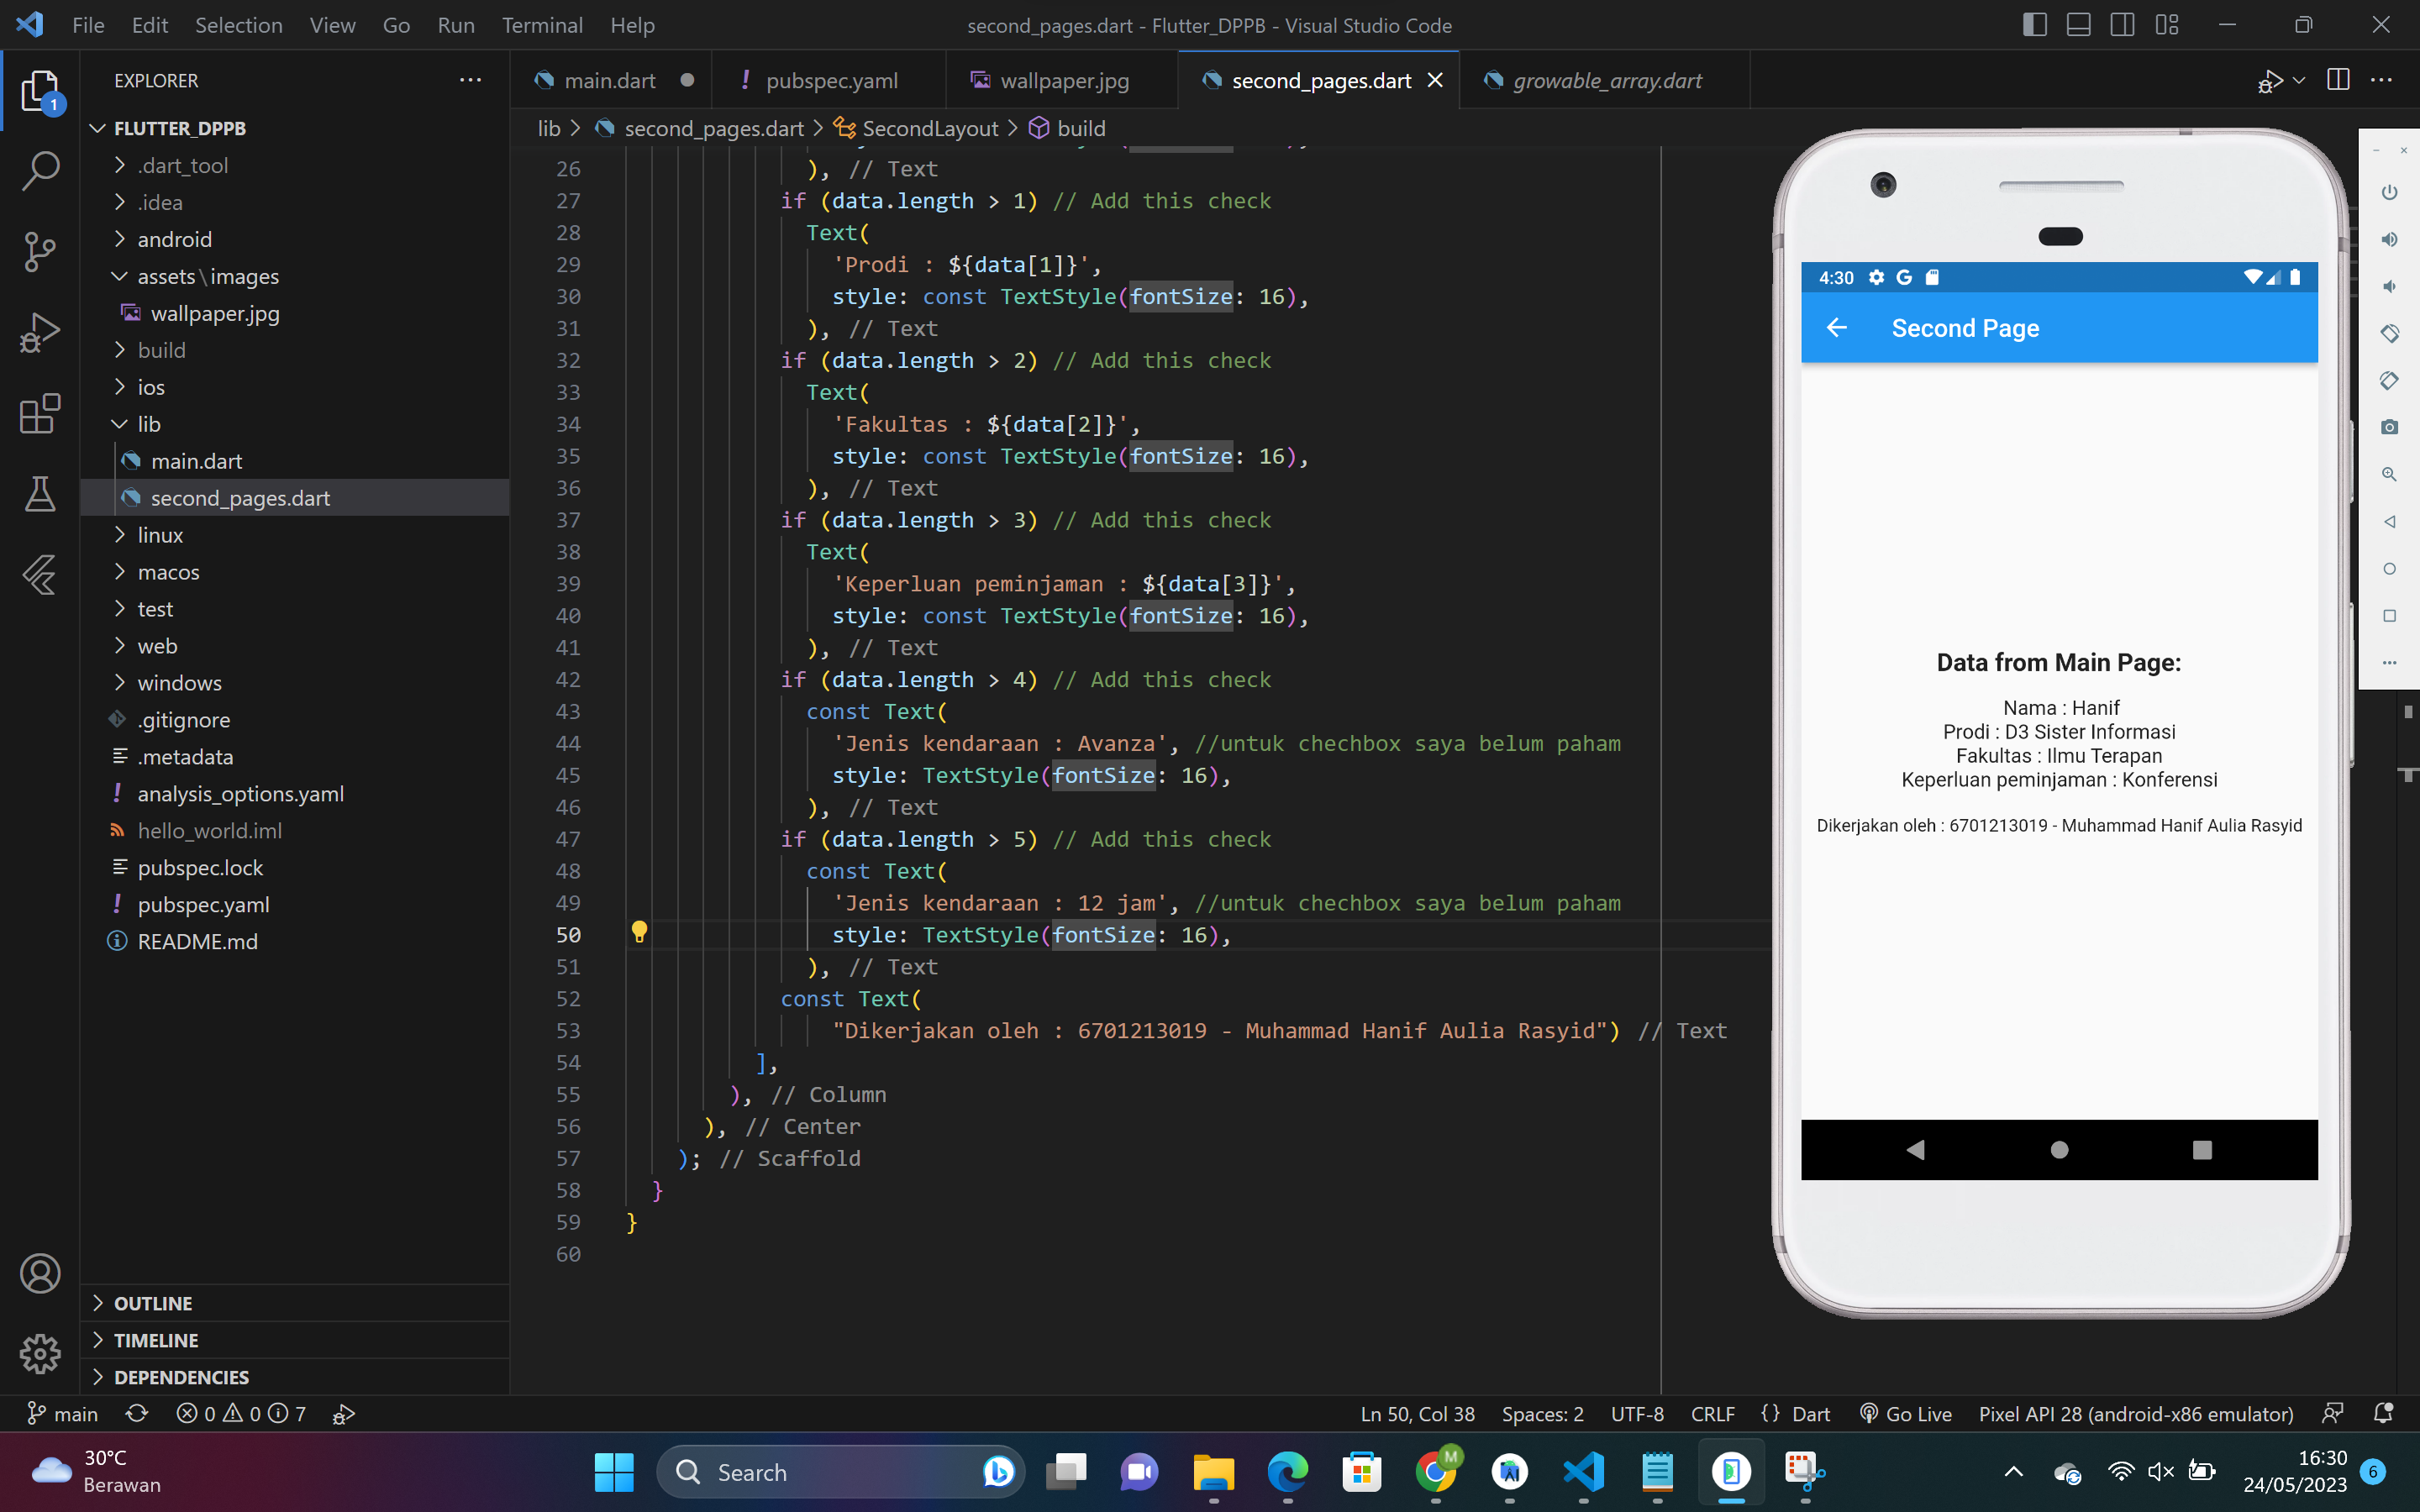 File Edit Selection View Go Run Terminal Help
second_pages.dart - Flutter_DPPB - Visual Studio Code
EXPLORER
1
FLUTTER_DPPB
.dart_tool
.idea
android
assets\images
wallpaper.jpg
build
ios
lib
main.dart
second_pages.dart
linux
macos
test
web
windows
.gitignore
.metadata
analysis_options.yaml
hello_world.iml
pubspec.lock
pubspec.yaml
README.md
OUTLINE
TIMELINE
DEPENDENCIES
main.dart pubspec.yaml wallpaper.jpg second_pages.dart growable_array.dart
lib > second_pages.dart > SecondLayout > build
26 ), // Text
27 if (data.length > 1) // Add this check
28 Text(
29 'Prodi : ${data[1]}',
30 style: const TextStyle(fontSize: 16),
31 ), // Text
32 if (data.length > 2) // Add this check
33 Text(
34 'Fakultas : ${data[2]}',
35 style: const TextStyle(fontSize: 16),
36 ), // Text
37 if (data.length > 3) // Add this check
38 Text(
39 'Keperluan peminjaman : ${data[3]}',
40 style: const TextStyle(fontSize: 16),
41 ), // Text
42 if (data.length > 4) // Add this check
43 const Text(
44 'Jenis kendaraan : Avanza', //untuk chechbox saya belum paham
45 style: TextStyle(fontSize: 16),
46 ), // Text
47 if (data.length > 5) // Add this check
48 const Text(
49 'Jenis kendaraan : 12 jam', //untuk chechbox saya belum paham
50 style: TextStyle(fontSize: 16),
51 ), // Text
52 const Text(
53 "Dikerjakan oleh : 6701213019 - Muhammad Hanif Aulia Rasyid") // Text
54 ],
55 ), // Column
56 ), // Center
57 ); // Scaffold
58 }
59 }
60
4:30
Second Page
Data from Main Page:
Nama : Hanif
Prodi : D3 Sister Informasi
Fakultas : Ilmu Terapan
Keperluan peminjaman : Konferensi
Dikerjakan oleh : 6701213019 - Muhammad Hanif Aulia Rasyid
main 0 0 7
Ln 50, Col 38 Spaces: 2 UTF-8 CRLF {} Dart Go Live Pixel API 28 (android-x86 emulator)
30°C
Berawan
Search
M
16:30
24/05/2023
6